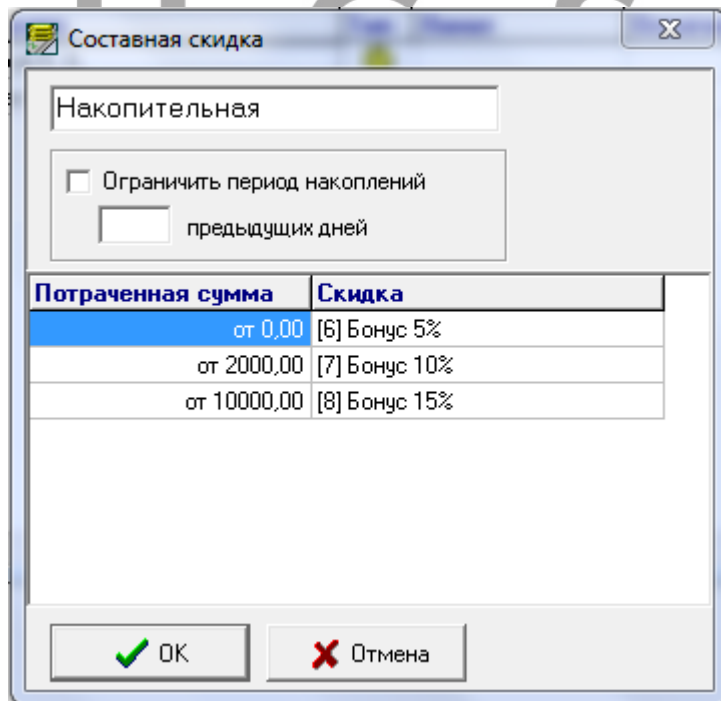 Составная скидка
Накопительная
Ограничить период накоплений
предыдущих дней
Потраченная сумма Скидка
от 0,00 [6] Бонус 5%
от 2000,00 [7] Бонус 10%
от 10000,00 [8] Бонус 15%
OK Отмена